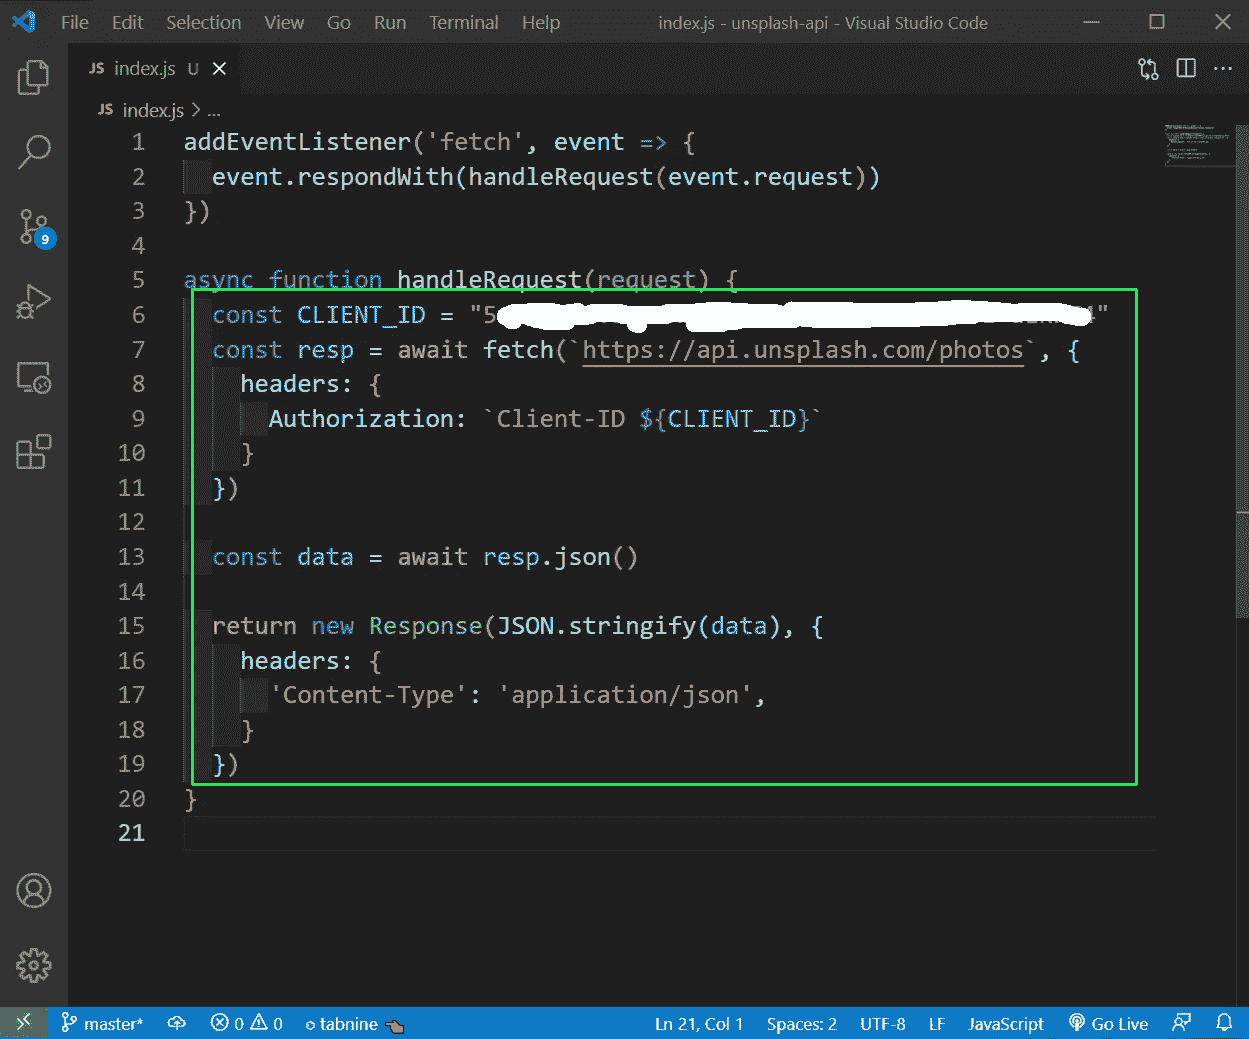 File Edit Selection View Go Run Terminal Help index.js - unsplash-api - Visual Studio Code
JS index.js U
JS index.js > ...
9
1 addEventListener('fetch', event => {
2 event.respondWith(handleRequest(event.request))
3 })
4
5 async function handleRequest(request) {
6 const CLIENT_ID = "5 4"
7 const resp = await fetch(`https://api.unsplash.com/photos`, {
8 headers: {
9 Authorization: `Client-ID ${CLIENT_ID}`
10 }
11 })
12
13 const data = await resp.json()
14
15 return new Response(JSON.stringify(data), {
16 headers: {
17 'Content-Type': 'application/json',
18 }
19 })
20 }
21
master* 0 0 tabnine Ln 21, Col 1 Spaces: 2 UTF-8 LF JavaScript Go Live